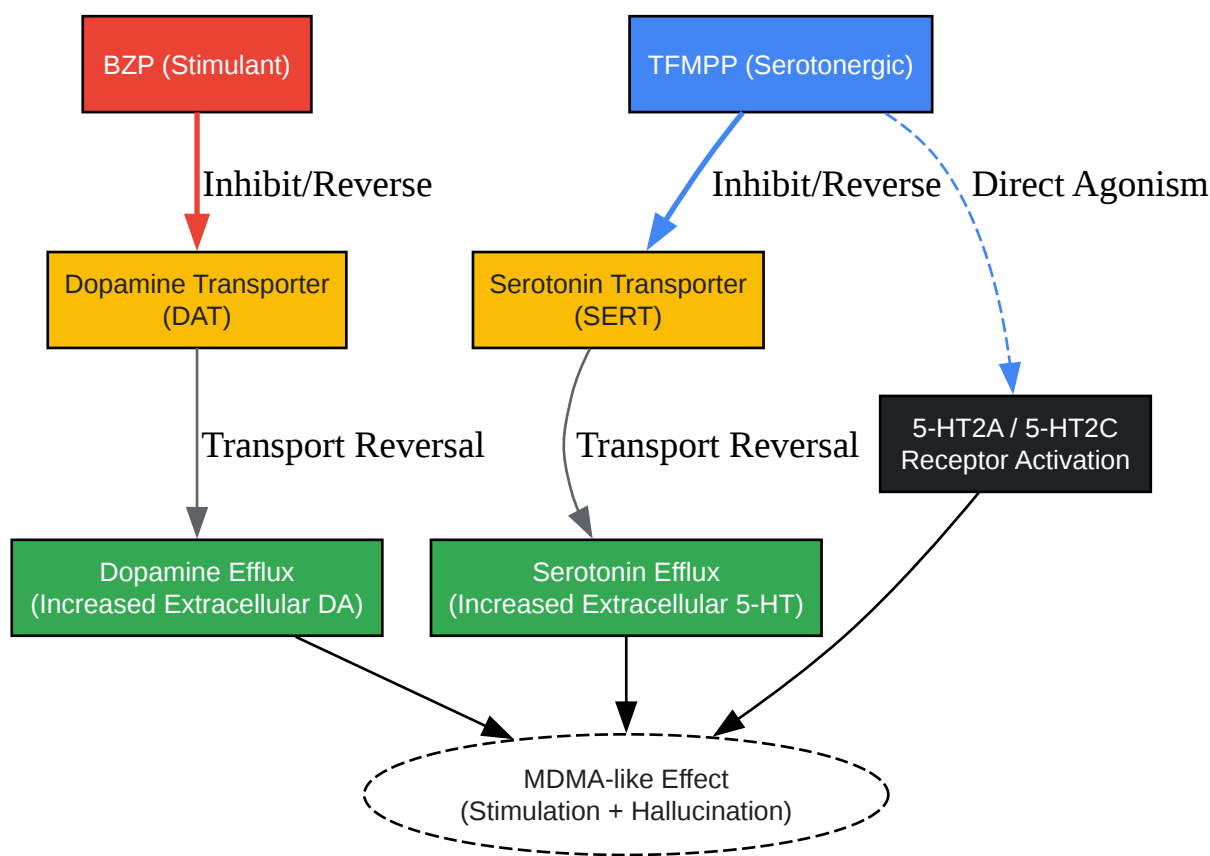 BZP (Stimulant)
TFMPP (Serotonergic)
Inhibit/Reverse
Inhibit/Reverse
Direct Agonism
Dopamine Transporter
(DAT)
Serotonin Transporter
(SERT)
Transport Reversal
Transport Reversal
5-HT2A / 5-HT2C
Receptor Activation
Dopamine Efflux
(Increased Extracellular DA)
Serotonin Efflux
(Increased Extracellular 5-HT)
MDMA-like Effect
(Stimulation + Hallucination)